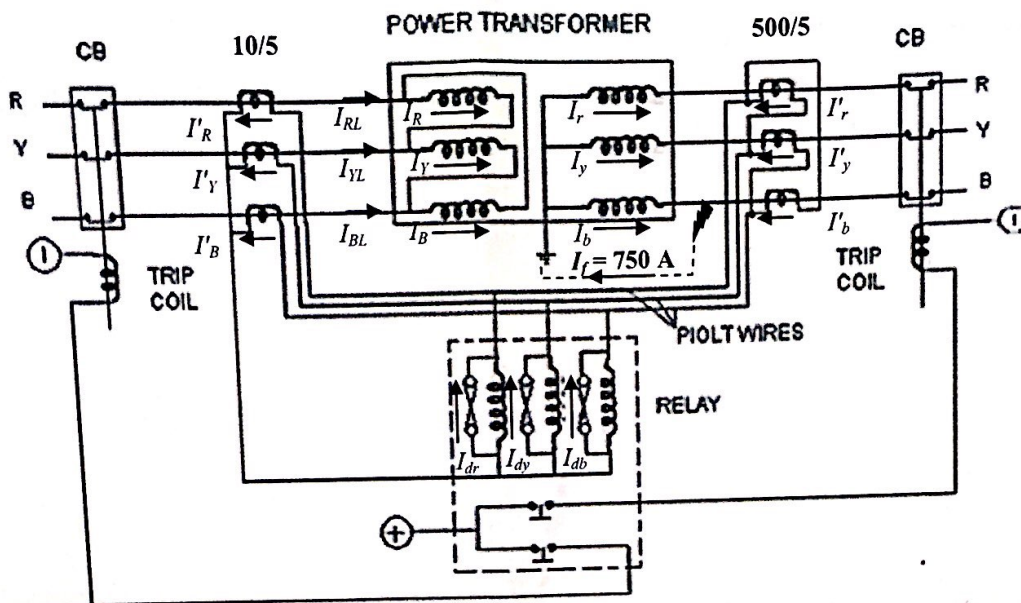 POWER TRANSFORMER
CB
10/5
500/5
CB
R
Y
B
I'R
I'Y
I'B
IRL
IYL
IBL
IR
IY
IB
Ir
Iy
Ib
I'r
I'y
I'b
R
Y
B
If = 750 A
TRIP
COIL
TRIP
COIL
PIOLT WIRES
RELAY
Idr
Idy
Idb
+